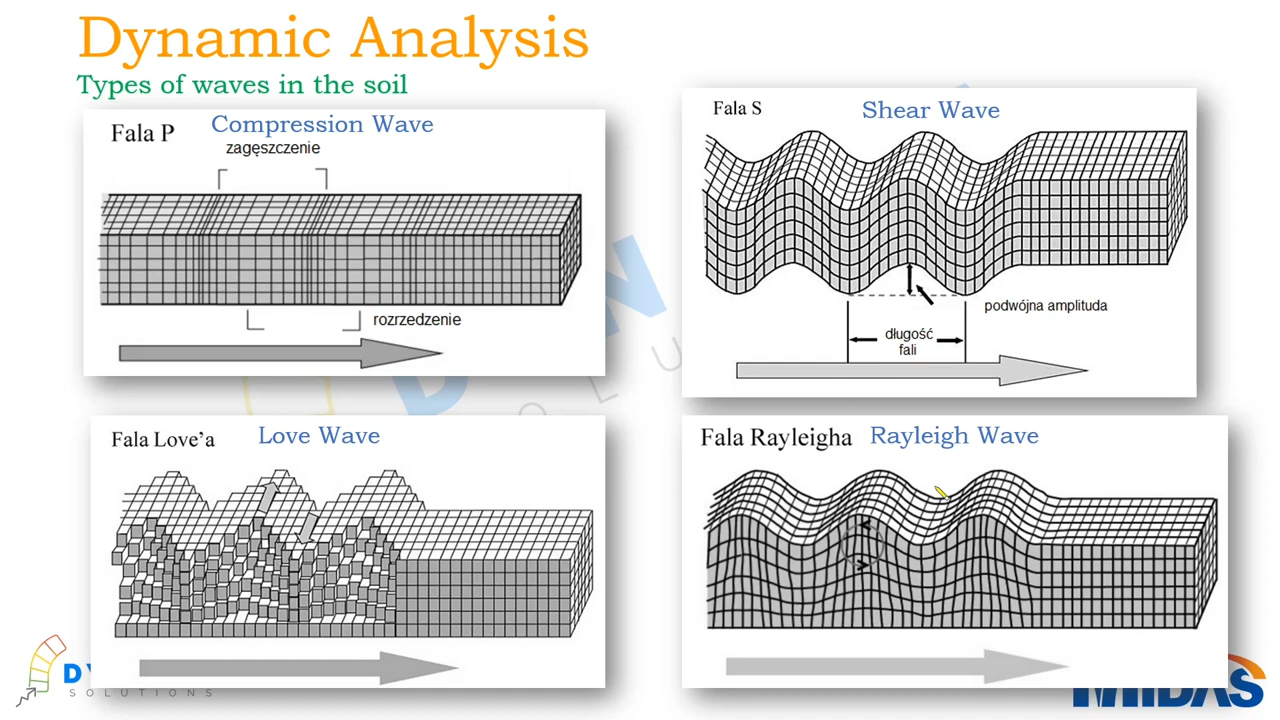 Dynamic Analysis
Types of waves in the soil
Fala P
Compression Wave
zagęszczenie
rozrzedzenie
Fala S
Shear Wave
podwójna amplituda
długość
fali
Fala Love’a
Love Wave
Fala Rayleigha
Rayleigh Wave
SOLUTIONS
MIDAS